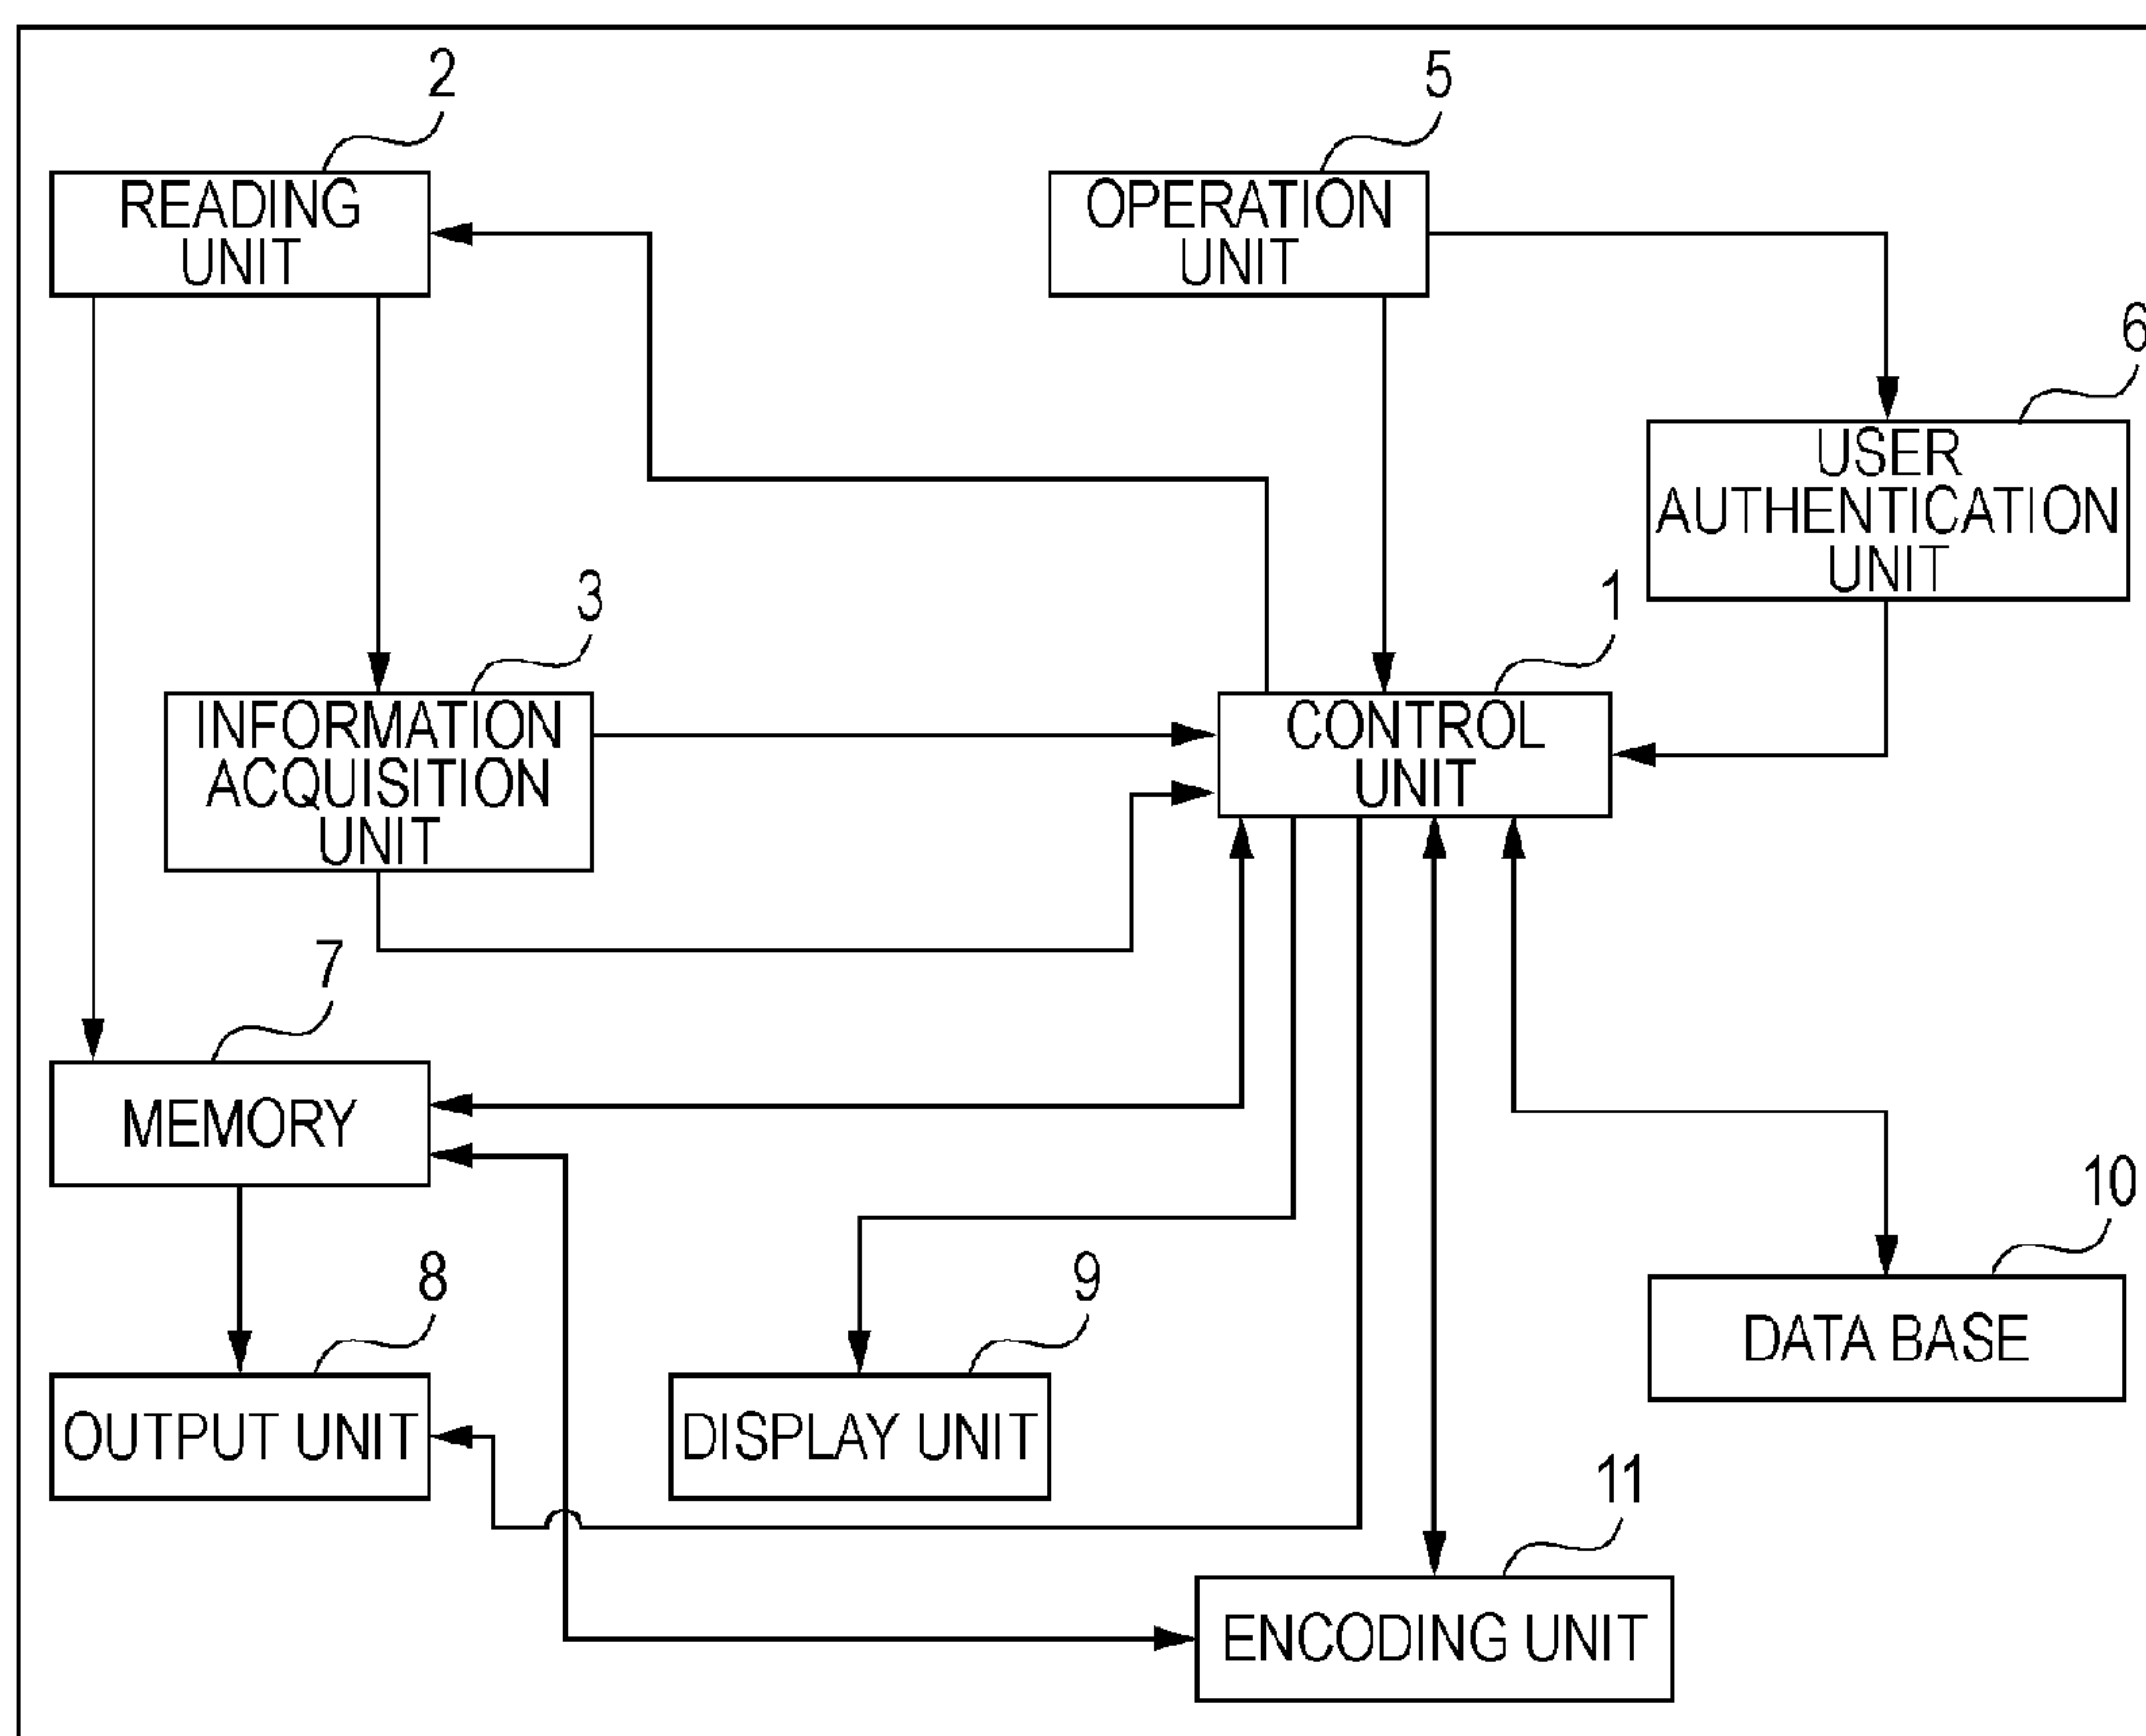 2
5
READING
UNIT
OPERATION
UNIT
6
USER
AUTHENTICATION
UNIT
3
1
INFORMATION
ACQUISITION
UNIT
CONTROL
UNIT
7
MEMORY
10
8
9
DATA BASE
OUTPUT UNIT
DISPLAY UNIT
11
ENCODING UNIT